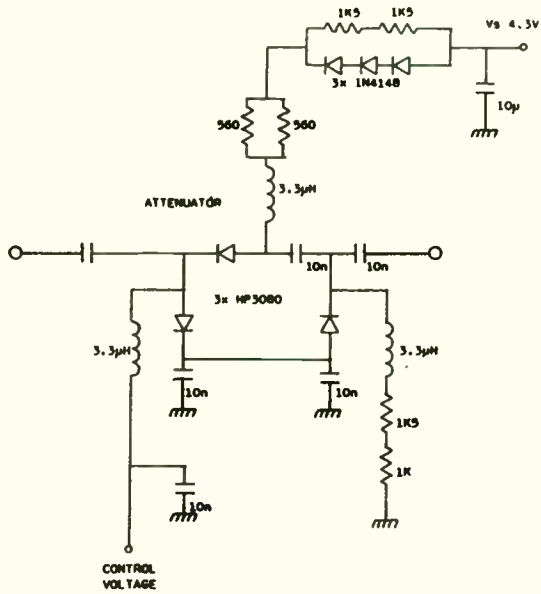 1K5
1K5
Vs 4.3V
3x 1N4148
10µ
560
560
3.3µH
ATTENUATOR
10n
10n
3x HP3080
3.3µH
3.3µH
10n
10n
1K5
1K
10n
CONTROL
VOLTAGE